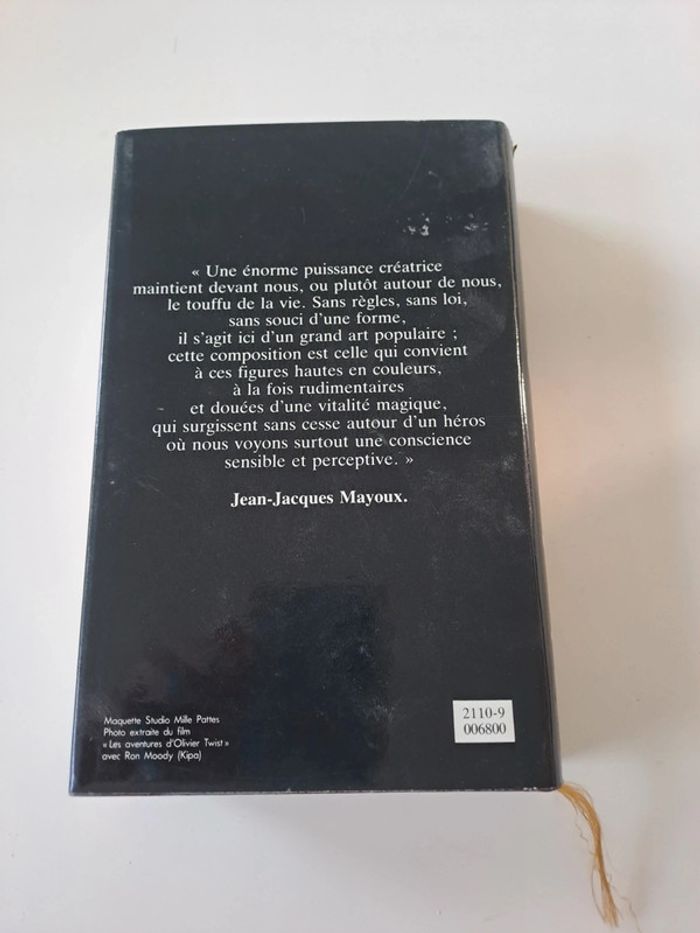 « Une énorme puissance créatrice
maintient devant nous, ou plutôt autour de nous,
le touffu de la vie. Sans règles, sans loi,
sans souci d'une forme,
il s'agit ici d'un grand art populaire ;
cette composition est celle qui convient
à ces figures hautes en couleurs,
à la fois rudimentaires
et douées d'une vitalité magique,
qui surgissent sans cesse autour d'un héros
où nous voyons surtout une conscience
sensible et perceptive. »
Jean-Jacques Mayoux.
Maquette Studio Mille Pattes
Photo extraite du film
« Les aventures d'Olivier Twist »
avec Ron Moody (Kipa)
2110-9
006800